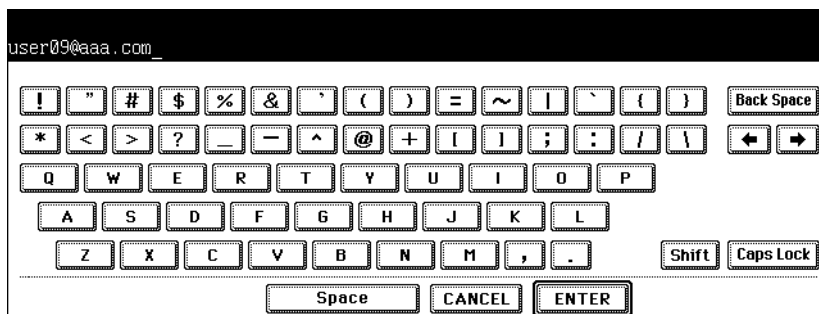 user09@aaa.com_
! " # $ % & ' ( ) = ~ | ` { } Back Space
* < > ? _ - ^ @ + [ ] ; : / \ ← →
Q W E R T Y U I O P
A S D F G H J K L
Z X C V B N M , . Shift Caps Lock
Space CANCEL ENTER